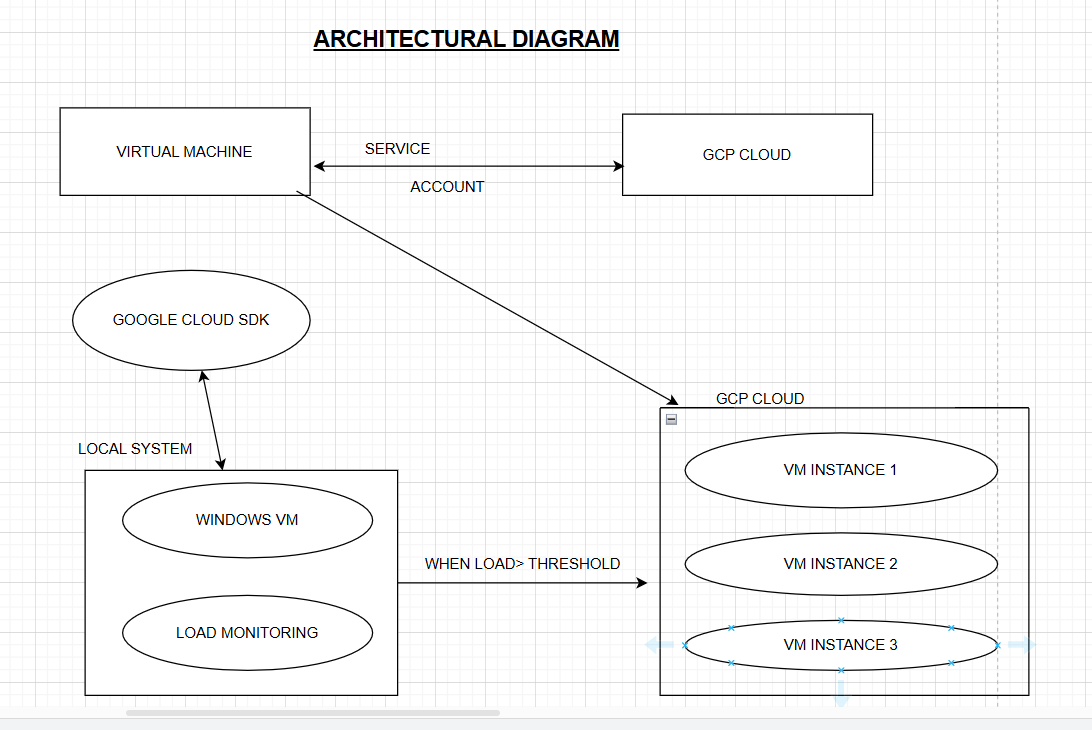 ARCHITECTURAL DIAGRAM
VIRTUAL MACHINE
SERVICE
ACCOUNT
GCP CLOUD
GOOGLE CLOUD SDK
LOCAL SYSTEM
WINDOWS VM
LOAD MONITORING
WHEN LOAD> THRESHOLD
GCP CLOUD
VM INSTANCE 1
VM INSTANCE 2
VM INSTANCE 3